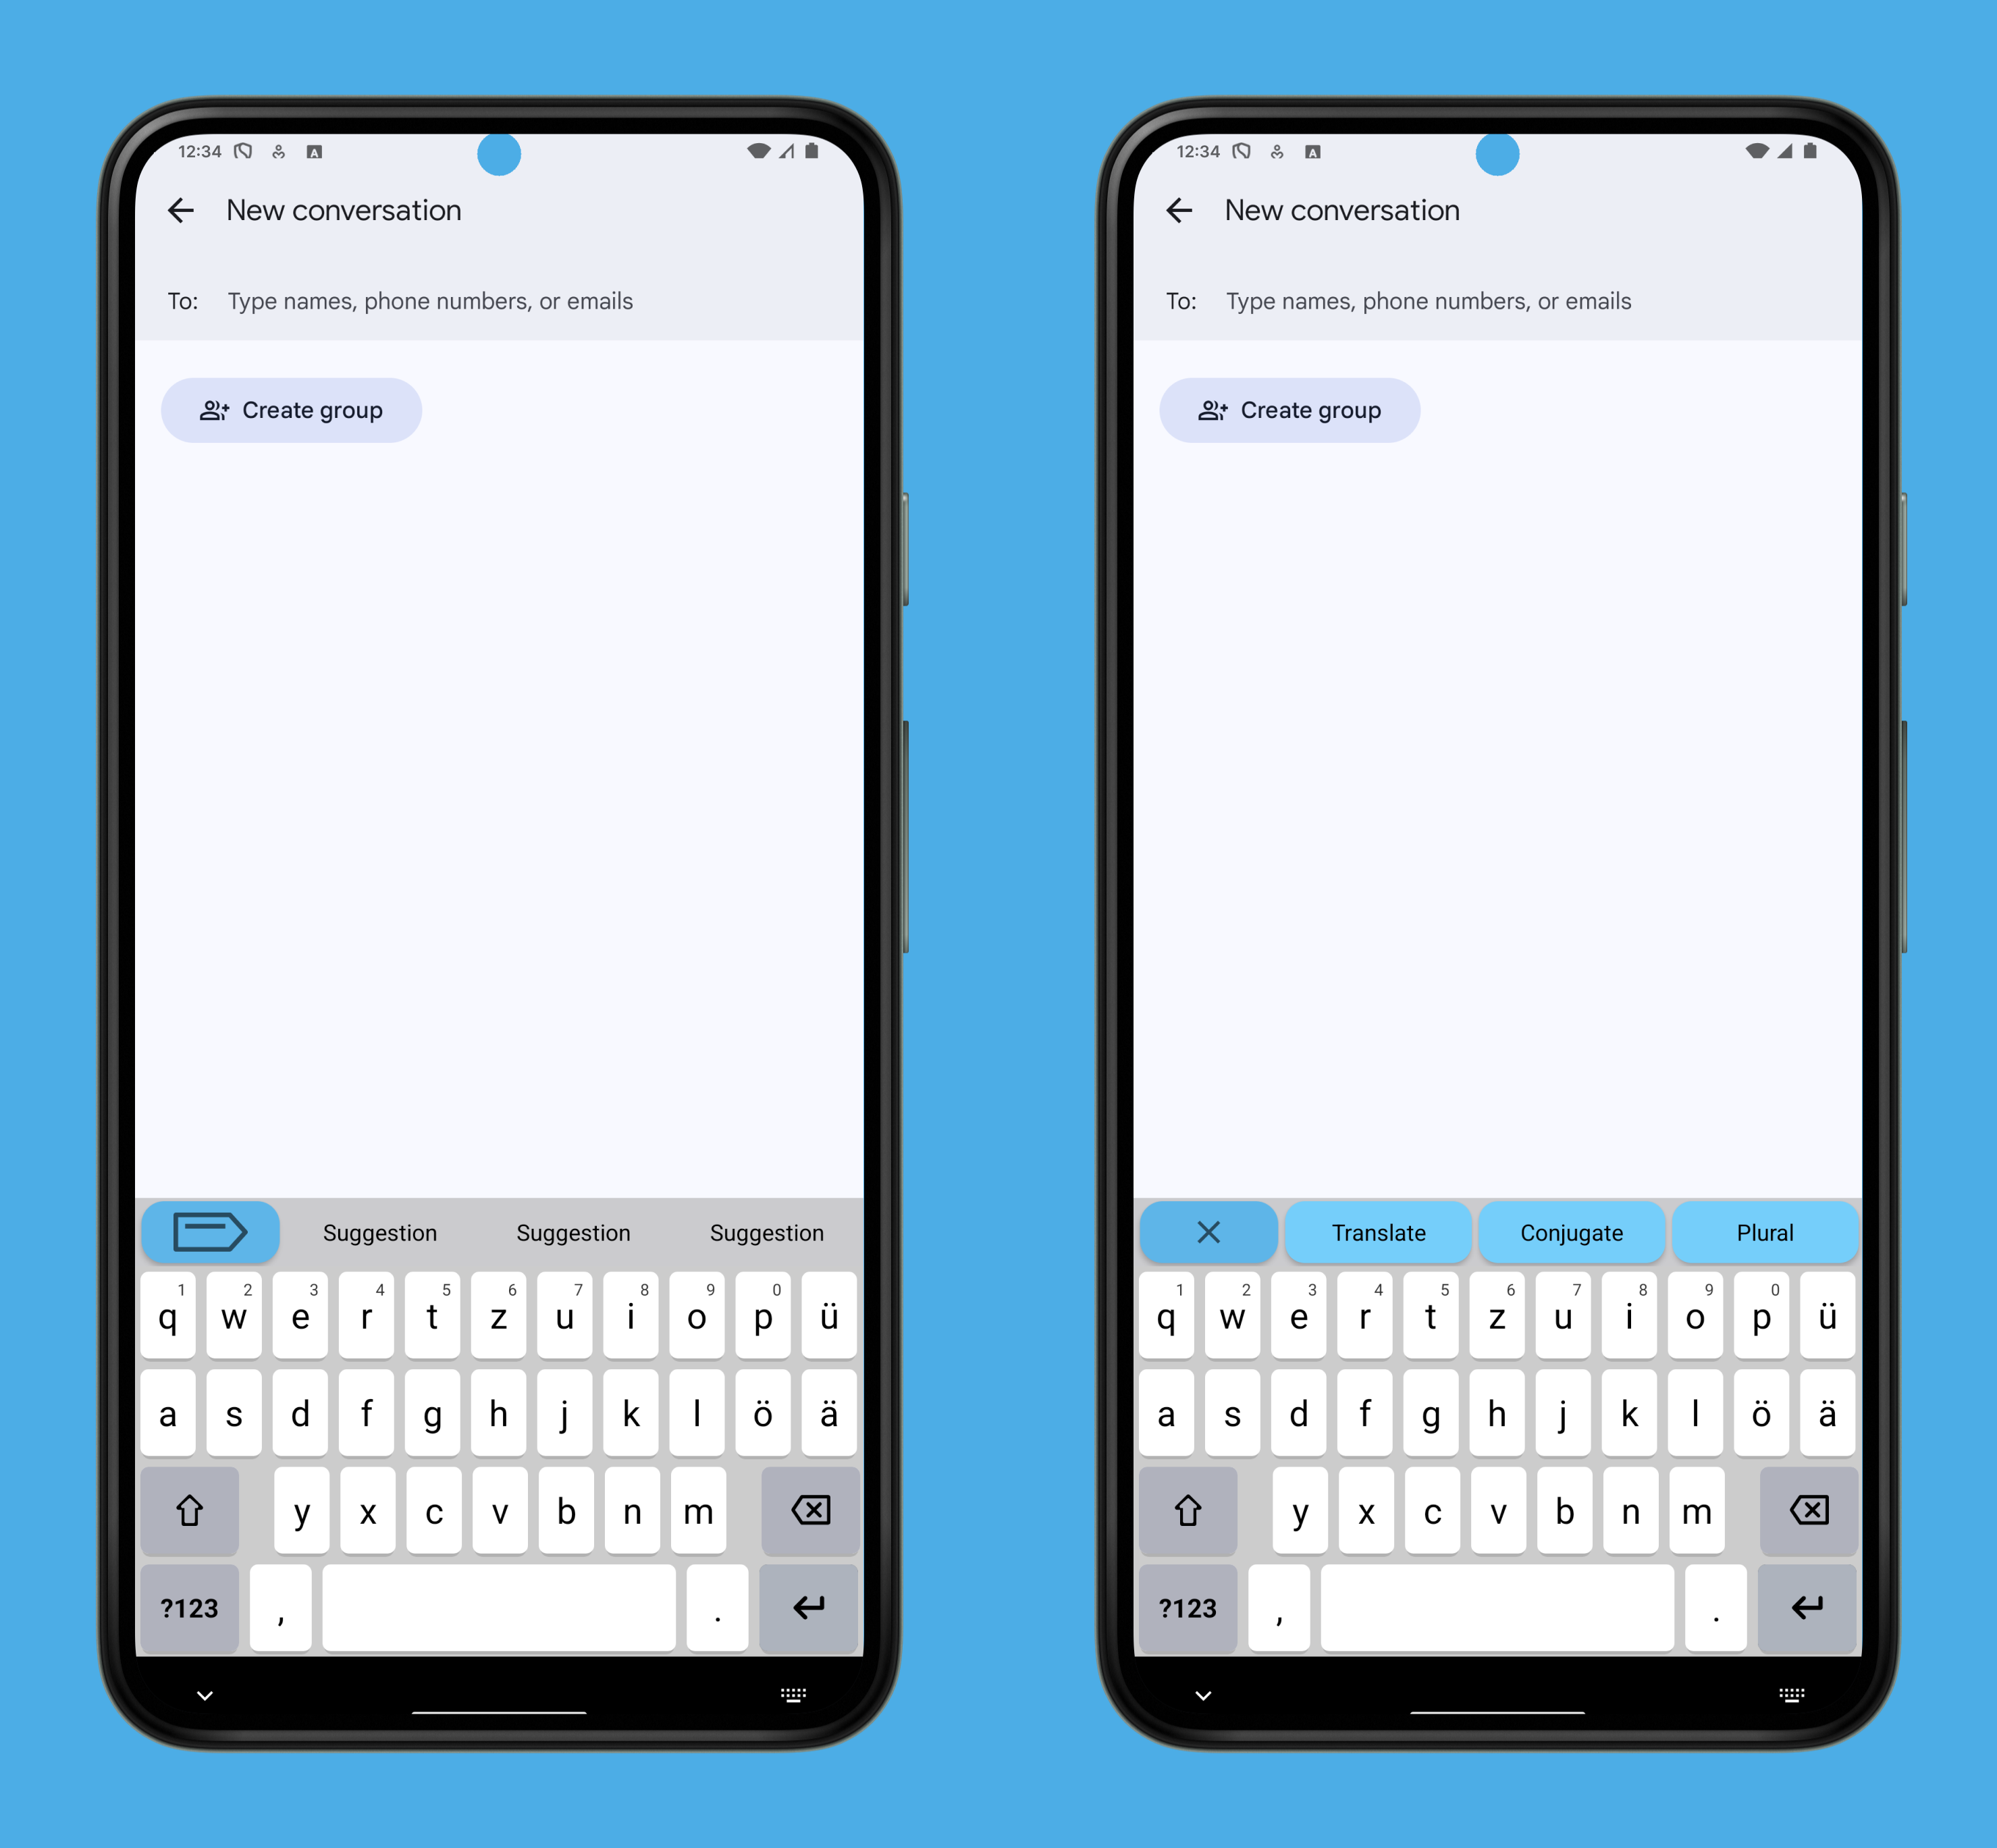 12:34
New conversation
To: Type names, phone numbers, or emails
Create group
Suggestion Suggestion Suggestion
1 2 3 4 5 6 7 8 9 0
q w e r t z u i o p ü
a s d f g h j k l ö ä
y x c v b n m
?123 , .
12:34
New conversation
To: Type names, phone numbers, or emails
Create group
Translate Conjugate Plural
1 2 3 4 5 6 7 8 9 0
q w e r t z u i o p ü
a s d f g h j k l ö ä
y x c v b n m
?123 , .